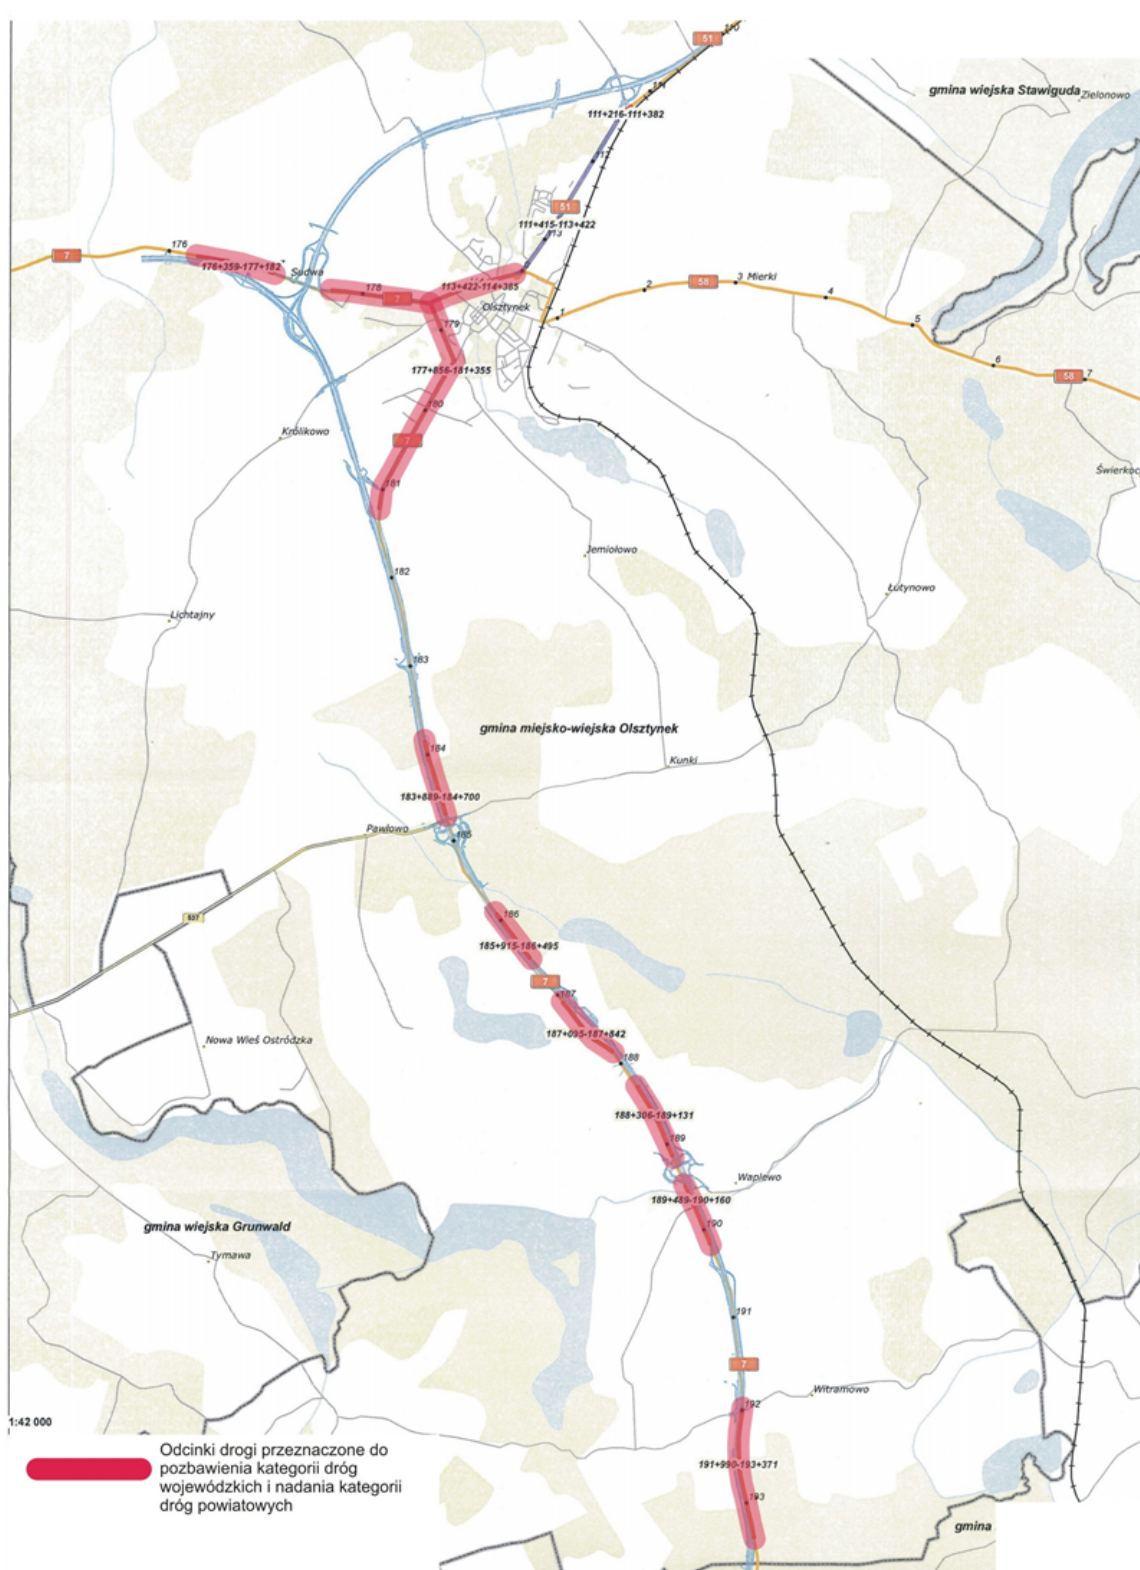 51
111+216-111+382
gmina wiejska Stawiguda
Zielonowo
112
51
111+415-113+422
113
7
176
176+359-177+182
Sudwa
178
7
113+422-114+385
Olsztynek
1
2
58
3 Mierki
4
5
6
58
7
179
177+856-181+355
180
7
Królikowo
181
Świerkoc
Jemiołowo
182
Łutynowo
Lichtajny
183
gmina miejsko-wiejska Olsztynek
184
Kunki
183+889-184+700
Pawłowo
185
537
186
185+915-186+495
7
187
187+095-187+842
Nowa Wieś Ostródzka
188
188+306-189+131
189
Waplewo
189+489-190+160
gmina wiejska Grunwald
190
Tymawa
191
7
Witramowo
192
1:42 000
191+990-193+371
193
gmina
Odcinki drogi przeznaczone do
pozbawienia kategorii dróg
wojewódzkich i nadania kategorii
dróg powiatowych